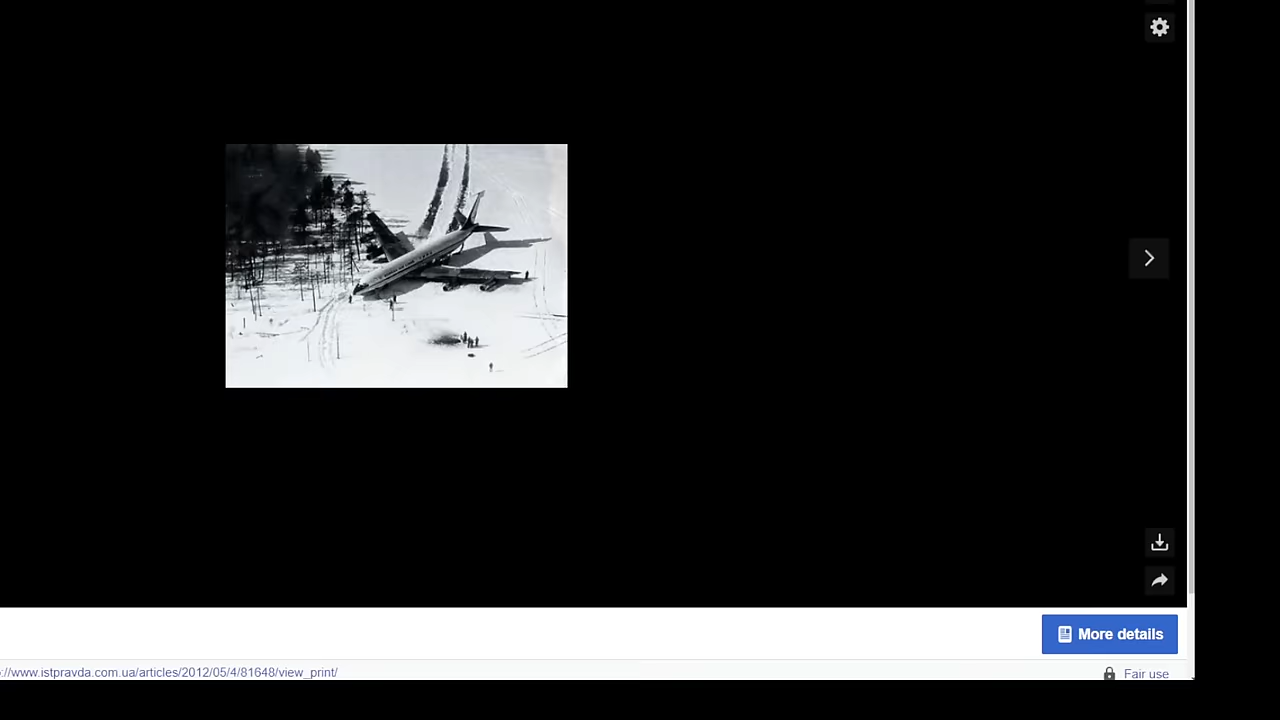 More details
://www.istpravda.com.ua/articles/2012/05/4/81648/view_print/
Fair use